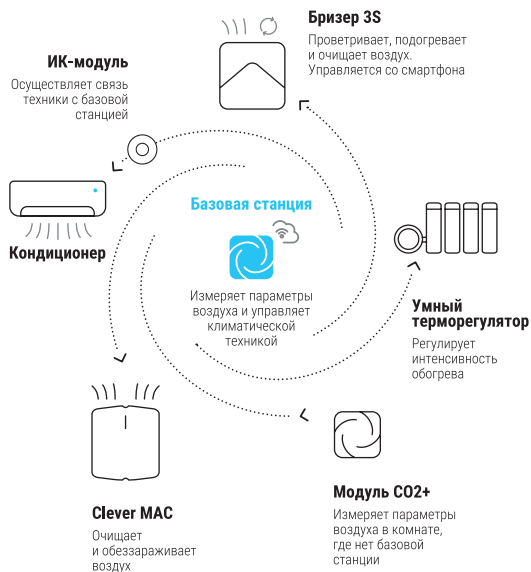 Бризер 3S
Проветривает, подогревает
и очищает воздух.
Управляется со смартфона
ИК-модуль
Осуществляет связь
техники с базовой
станцией
Кондиционер
Базовая станция
Измеряет параметры
воздуха и управляет
климатической
техникой
Умный
терморегулятор
Регулирует
интенсивность
обогрева
Clever MAC
Очищает
и обеззараживает
воздух
Модуль CO2+
Измеряет параметры
воздуха в комнате,
где нет базовой
станции